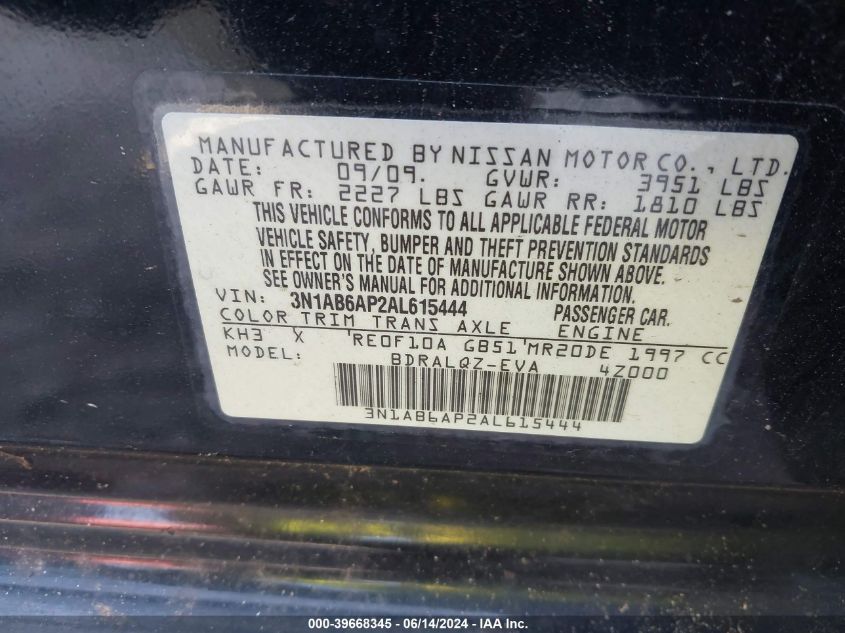 MANUFACTURED BY NISSAN MOTOR CO., LTD.
DATE: 09/09. GVWR: 3951 LBS
GAWR FR: 2227 LBS GAWR RR: 1810 LBS
THIS VEHICLE CONFORMS TO ALL APPLICABLE FEDERAL MOTOR
VEHICLE SAFETY, BUMPER AND THEFT PREVENTION STANDARDS
IN EFFECT ON THE DATE OF MANUFACTURE SHOWN ABOVE.
SEE OWNER'S MANUAL FOR ADDITIONAL INFORMATION.
VIN: 3N1AB6AP2AL615444 PASSENGER CAR.
COLOR TRIM TRANS AXLE ENGINE
KH3 X RE0F10A GB51 MR20DE 1997 CC
MODEL: BDRALQZ-EVA 4Z000
3N1AB6AP2AL615444
000-39668345 - 06/14/2024 - IAA Inc.